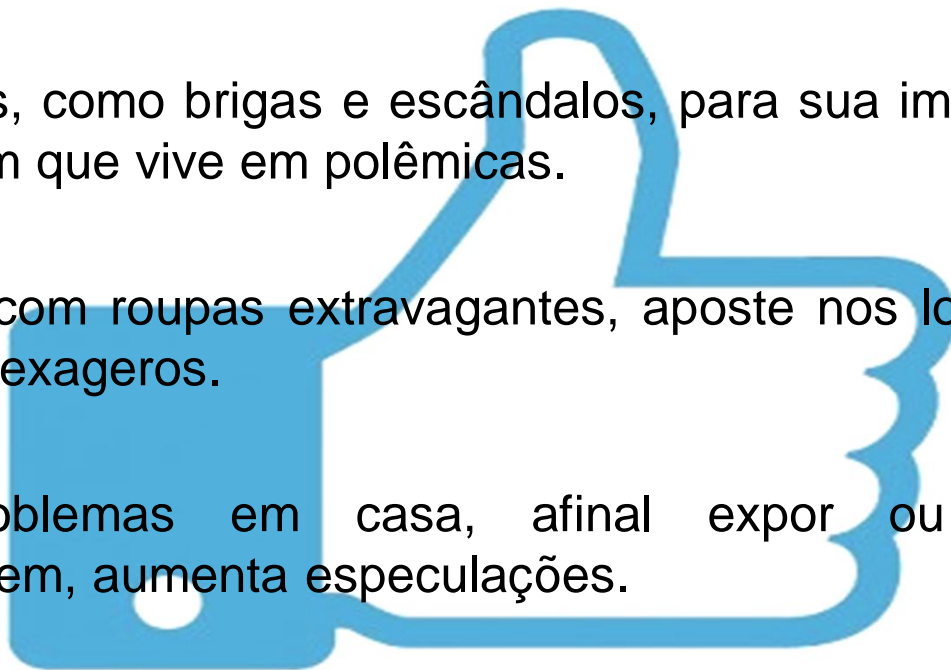 s, como brigas e escândalos, para sua im
m que vive em polêmicas.
com roupas extravagantes, aposte nos lo
exageros.
oblemas em casa, afinal expor ou
em, aumenta especulações.